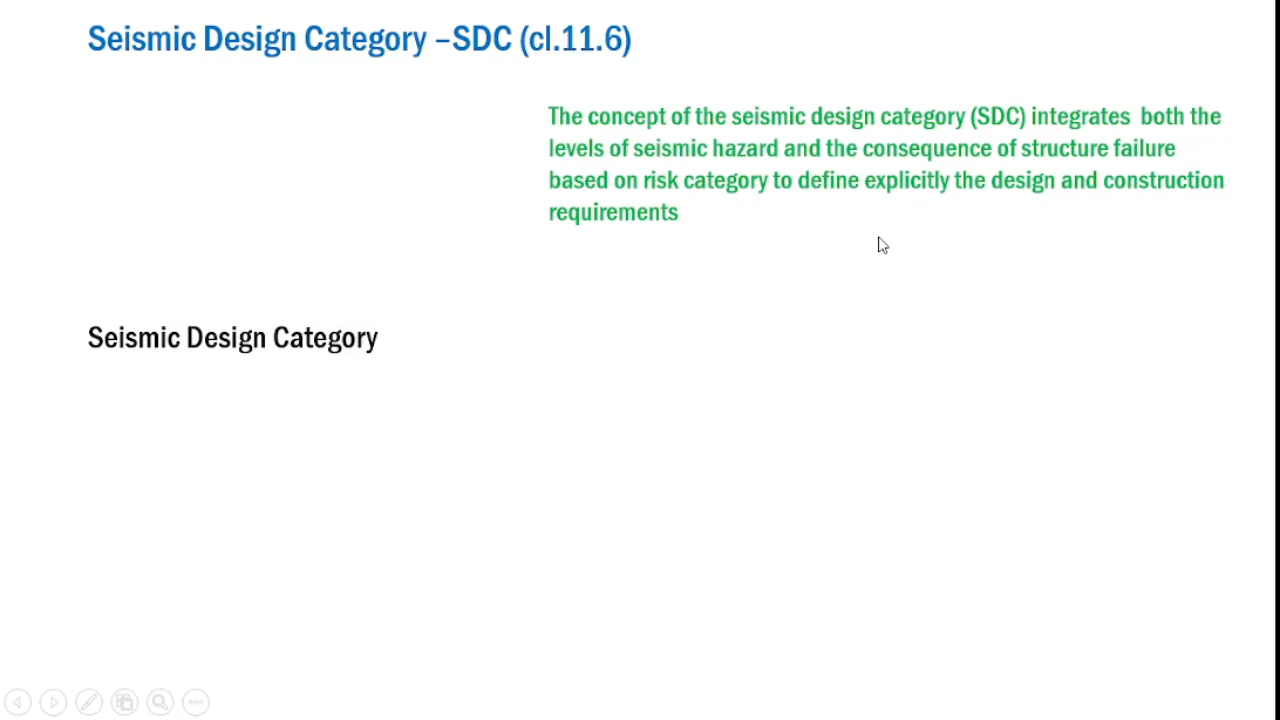 Seismic Design Category –SDC (cl.11.6)
The concept of the seismic design category (SDC) integrates  both the
levels of seismic hazard and the consequence of structure failure
based on risk category to define explicitly the design and construction
requirements
Seismic Design Category